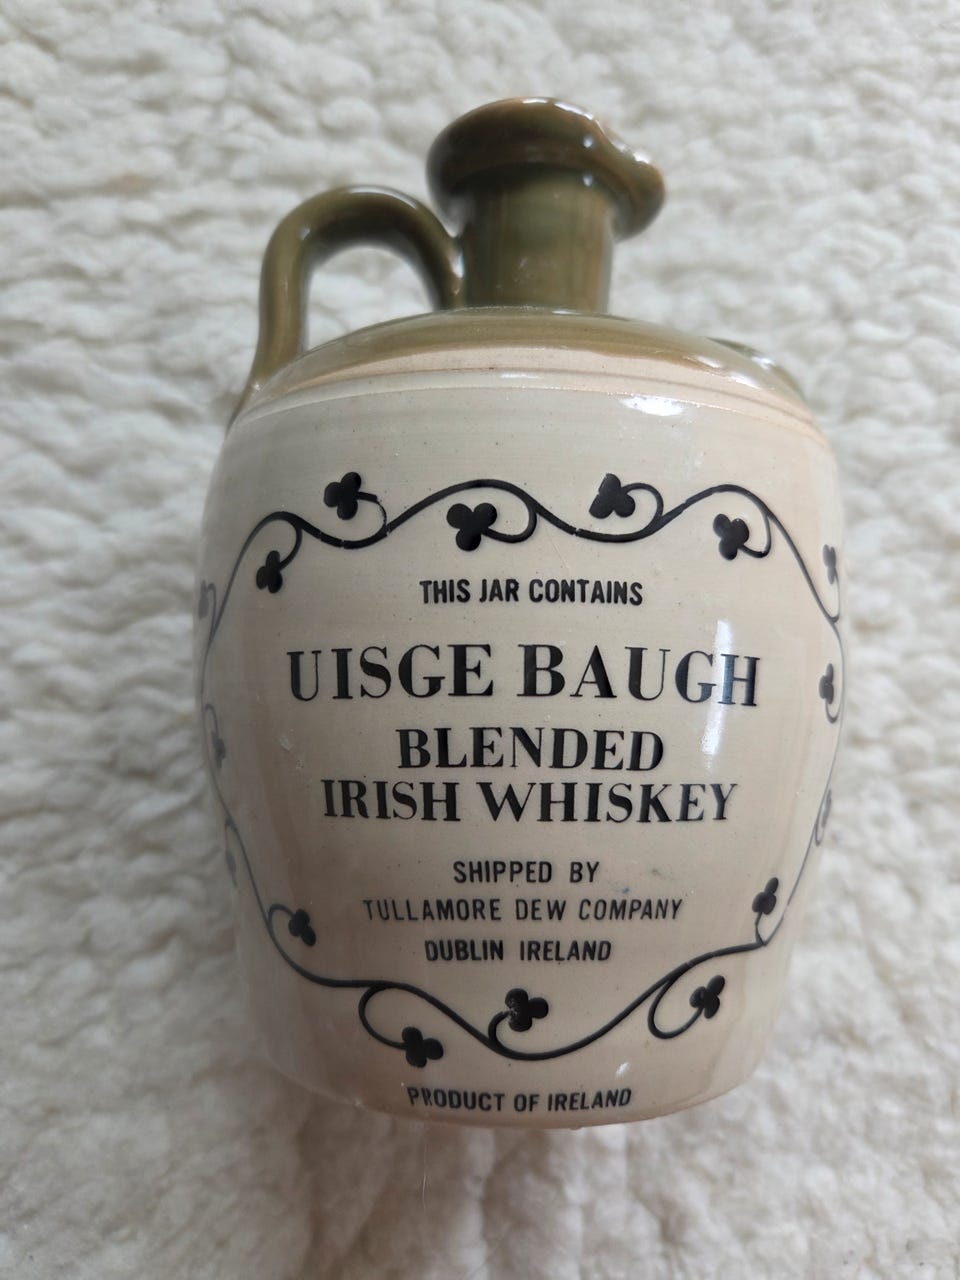 THIS JAR CONTAINS
UISGE BAUGH
BLENDED
IRISH WHISKEY
SHIPPED BY
TULLAMORE DEW COMPANY
DUBLIN IRELAND
PRODUCT OF IRELAND